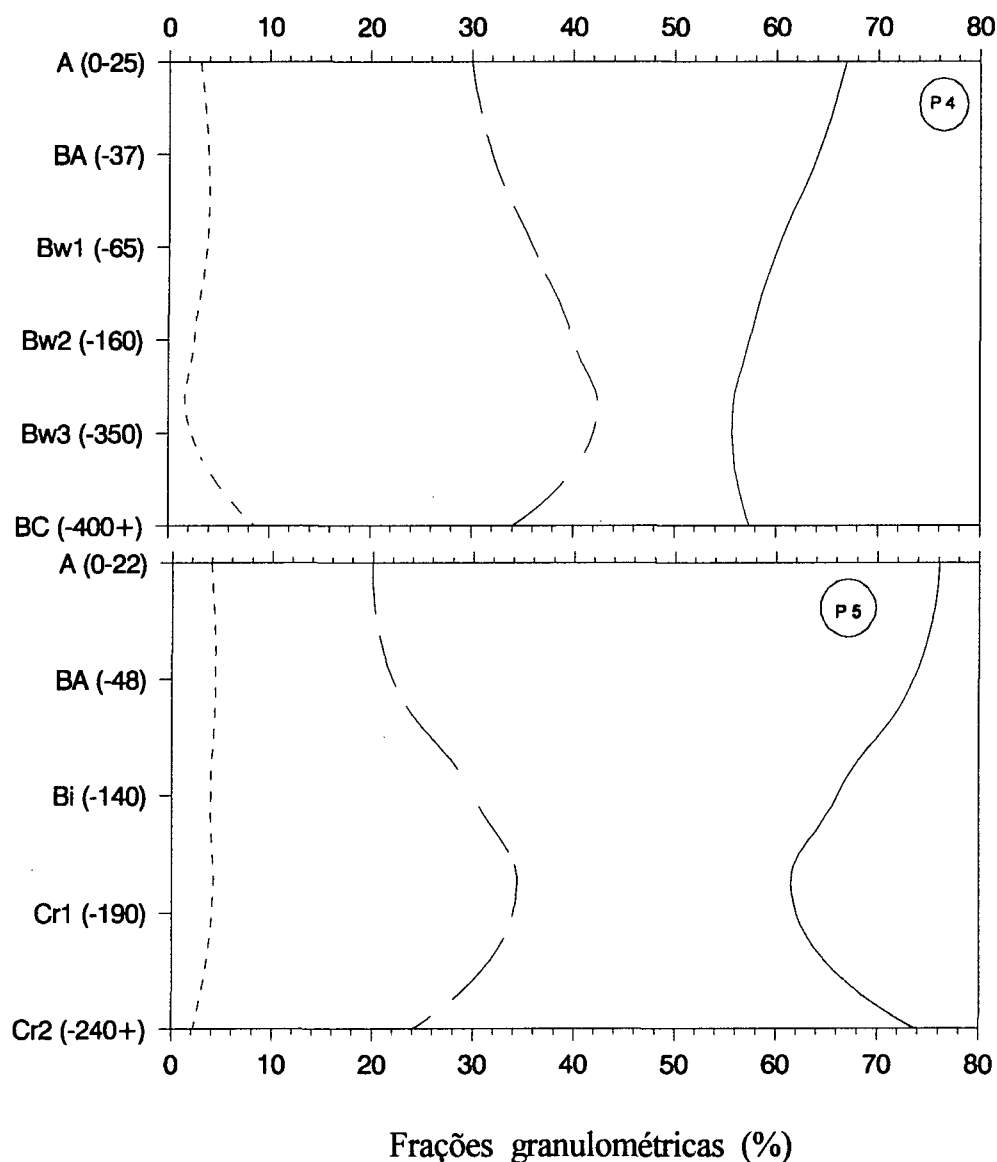 0 10 20 30 40 50 60 70 80
A (0-25)
P 4
BA (-37)
Bw1 (-65)
Bw2 (-160)
Bw3 (-350)
BC (-400+)
A (0-22)
P 5
BA (-48)
Bi (-140)
Cr1 (-190)
Cr2 (-240+)
0 10 20 30 40 50 60 70 80
Frações granulométricas (%)